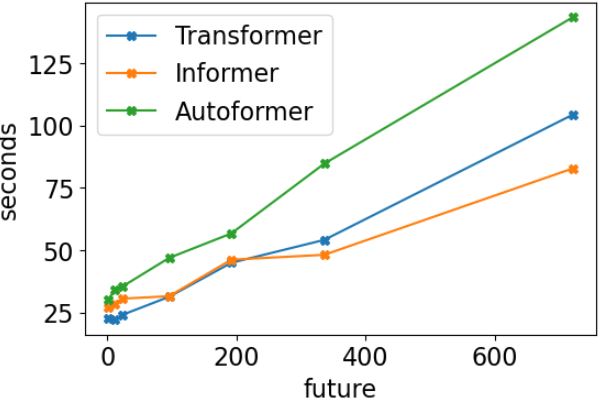 Transformer
Informer
Autoformer
seconds
125
100
75
50
25
0 200 400 600
future